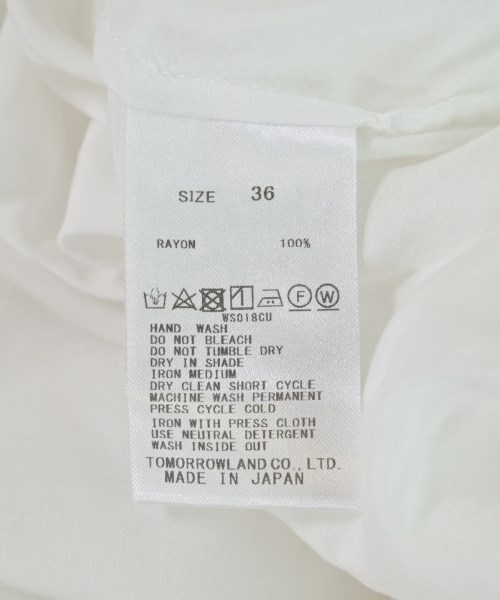 SIZE 36
RAYON 100%
F W
WS018CU
HAND WASH
DO NOT BLEACH
DO NOT TUMBLE DRY
DRY IN SHADE
IRON MEDIUM
DRY CLEAN SHORT CYCLE
MACHINE WASH PERMANENT
PRESS CYCLE COLD
IRON WITH PRESS CLOTH
USE NEUTRAL DETERGENT
WASH INSIDE OUT
TOMORROWLAND CO., LTD.
MADE IN JAPAN